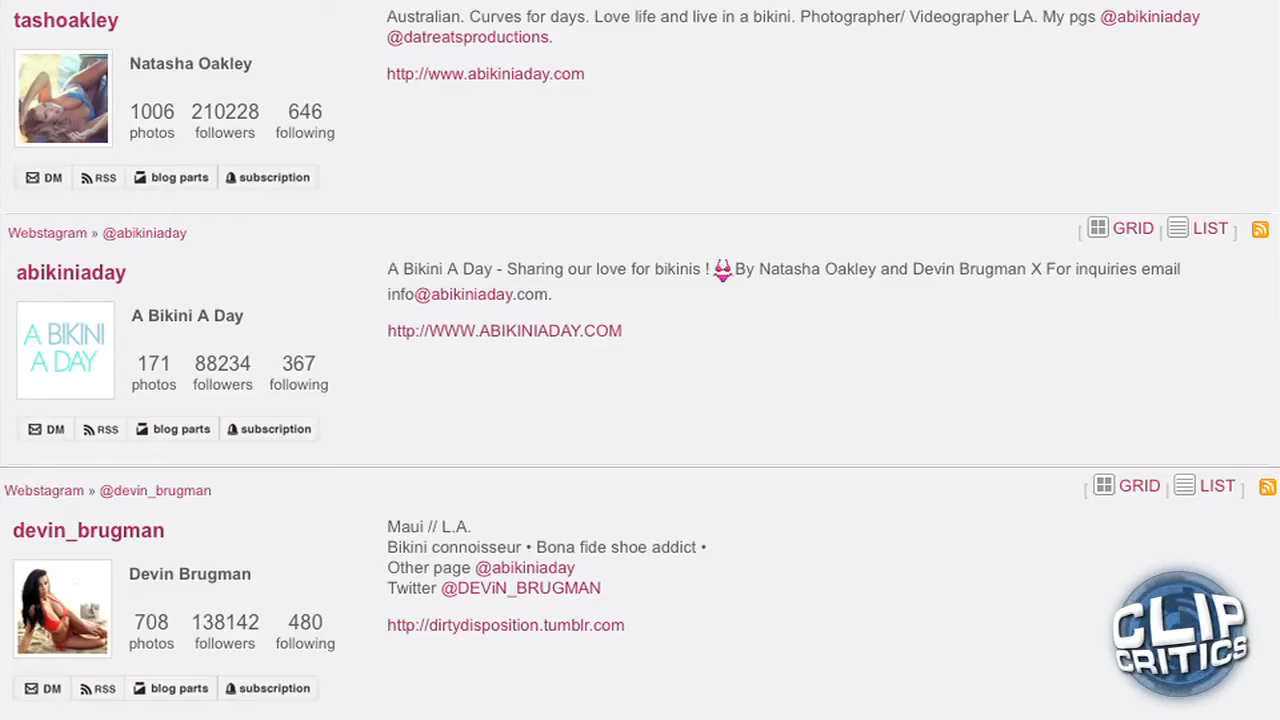 tashoakley
Australian. Curves for days. Love life and live in a bikini. Photographer/ Videographer LA. My pgs @abikiniaday
@datreatsproductions.
Natasha Oakley
http://www.abikiniaday.com
1006 210228 646
photos followers following
DM RSS blog parts subscription
Webstagram » @abikiniaday
[ GRID | LIST ]
abikiniaday
A Bikini A Day - Sharing our love for bikinis ! 👙By Natasha Oakley and Devin Brugman X For inquiries email
info@abikiniaday.com.
A BIKINI
A DAY
A Bikini A Day
http://WWW.ABIKINIADAY.COM
171 88234 367
photos followers following
DM RSS blog parts subscription
Webstagram » @devin_brugman
[ GRID | LIST ]
devin_brugman
Maui // L.A.
Bikini connoisseur • Bona fide shoe addict •
Other page @abikiniaday
Twitter @DEViN_BRUGMAN
Devin Brugman
http://dirtydisposition.tumblr.com
708 138142 480
photos followers following
DM RSS blog parts subscription
CLIP
CRITICS